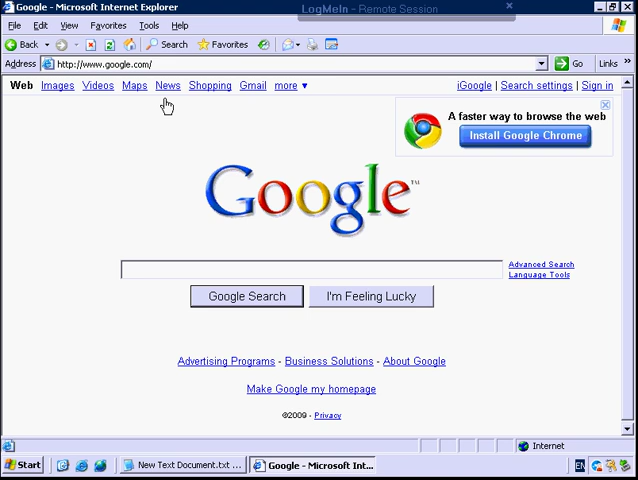 Google - Microsoft Internet Explorer
LogMeIn - Remote Session
File Edit View Favorites Tools Help
Back Search Favorites
Address http://www.google.com/ Go Links »
Web Images Videos Maps News Shopping Gmail more ▼ iGoogle | Search settings | Sign in
A faster way to browse the web
Install Google Chrome
Google™
Advanced Search
Language Tools
Google Search I'm Feeling Lucky
Advertising Programs - Business Solutions - About Google
Make Google my homepage
©2009 - Privacy
Internet
Start New Text Document.txt ... Google - Microsoft Int... EN